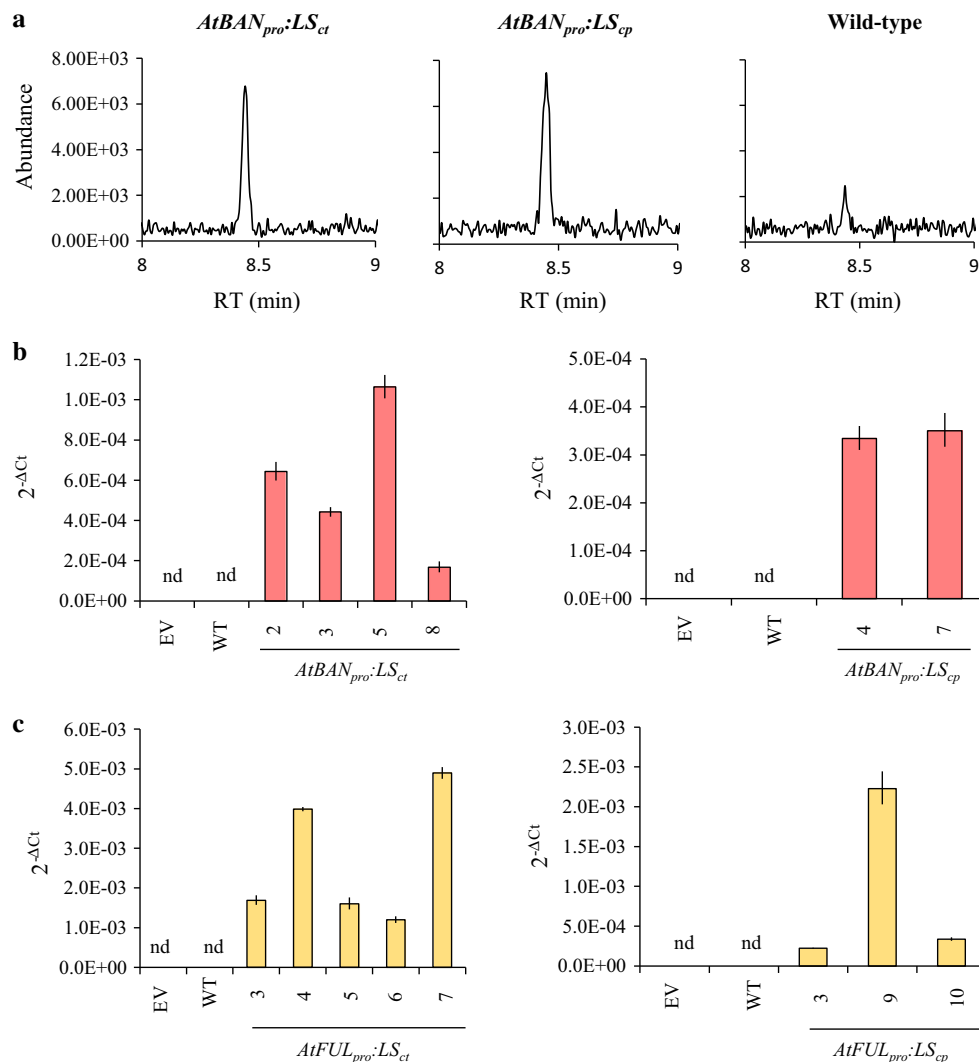 a
AtBANpro:LSct
AtBANpro:LScp
Wild-type
Abundance
8.00E+03
6.00E+03
4.00E+03
2.00E+03
0.00E+00
8 8.5 9
8 8.5 9
8 8.5 9
RT (min)
RT (min)
RT (min)
b
2-ΔCt
1.2E-03
1.0E-03
8.0E-04
6.0E-04
4.0E-04
2.0E-04
0.0E+00
nd nd
EV WT 2 3 5 8
AtBANpro:LSct
2-ΔCt
5.0E-04
4.0E-04
3.0E-04
2.0E-04
1.0E-04
0.0E+00
nd nd
EV WT 4 7
AtBANpro:LScp
c
2-ΔCt
6.0E-03
5.0E-03
4.0E-03
3.0E-03
2.0E-03
1.0E-03
0.0E+00
nd nd
EV WT 3 4 5 6 7
AtFULpro:LSct
2-ΔCt
3.0E-03
2.5E-03
2.0E-03
1.5E-03
1.0E-03
5.0E-04
0.0E+00
nd nd
EV WT 3 9 10
AtFULpro:LScp